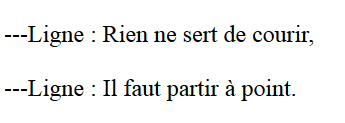 ---Ligne : Rien ne sert de courir,
---Ligne : Il faut partir à point.